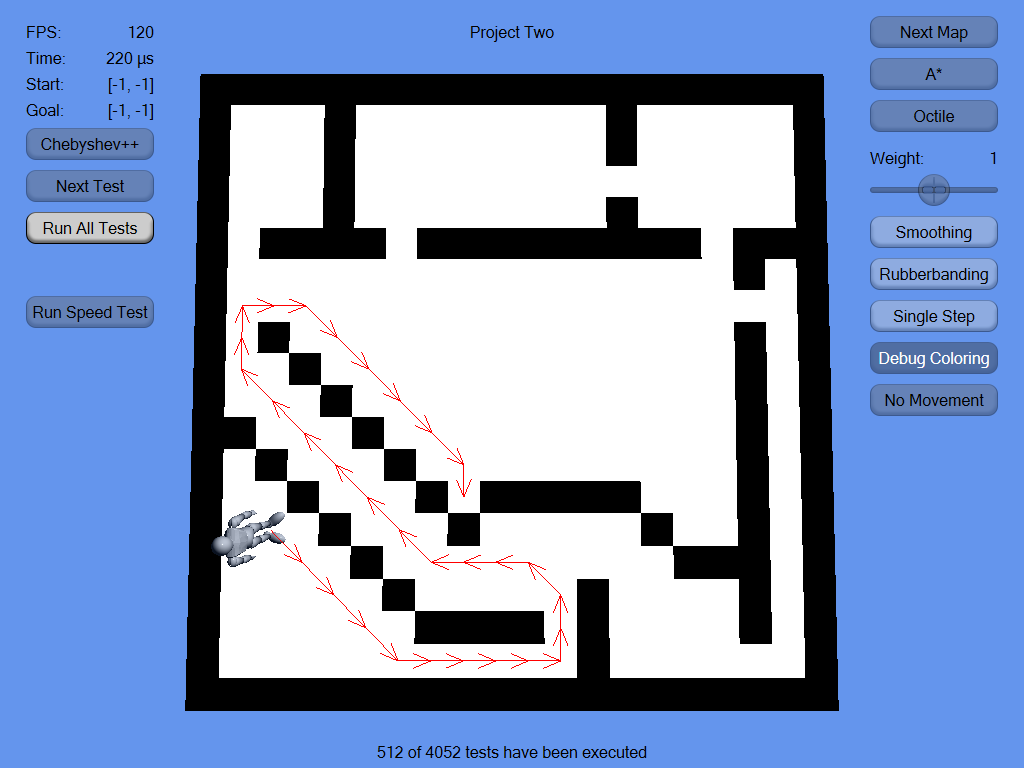 FPS: 120
Time: 220 µs
Start: [-1, -1]
Goal: [-1, -1]
Chebyshev++
Next Test
Run All Tests
Run Speed Test
Project Two
Next Map
A*
Octile
Weight: 1
Smoothing
Rubberbanding
Single Step
Debug Coloring
No Movement
512 of 4052 tests have been executed